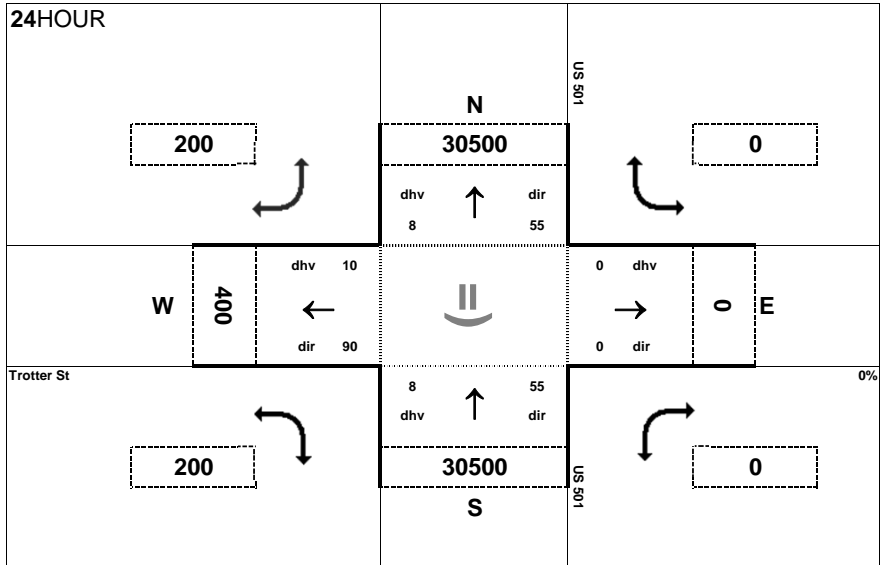 24HOUR
US 501
N
200
30500
0
dhv
dir
8
55
dhv 10
0 dhv
W
400
0
E
dir 90
0 dir
Trotter St
0%
8
55
dhv
dir
200
30500
0
US 501
S